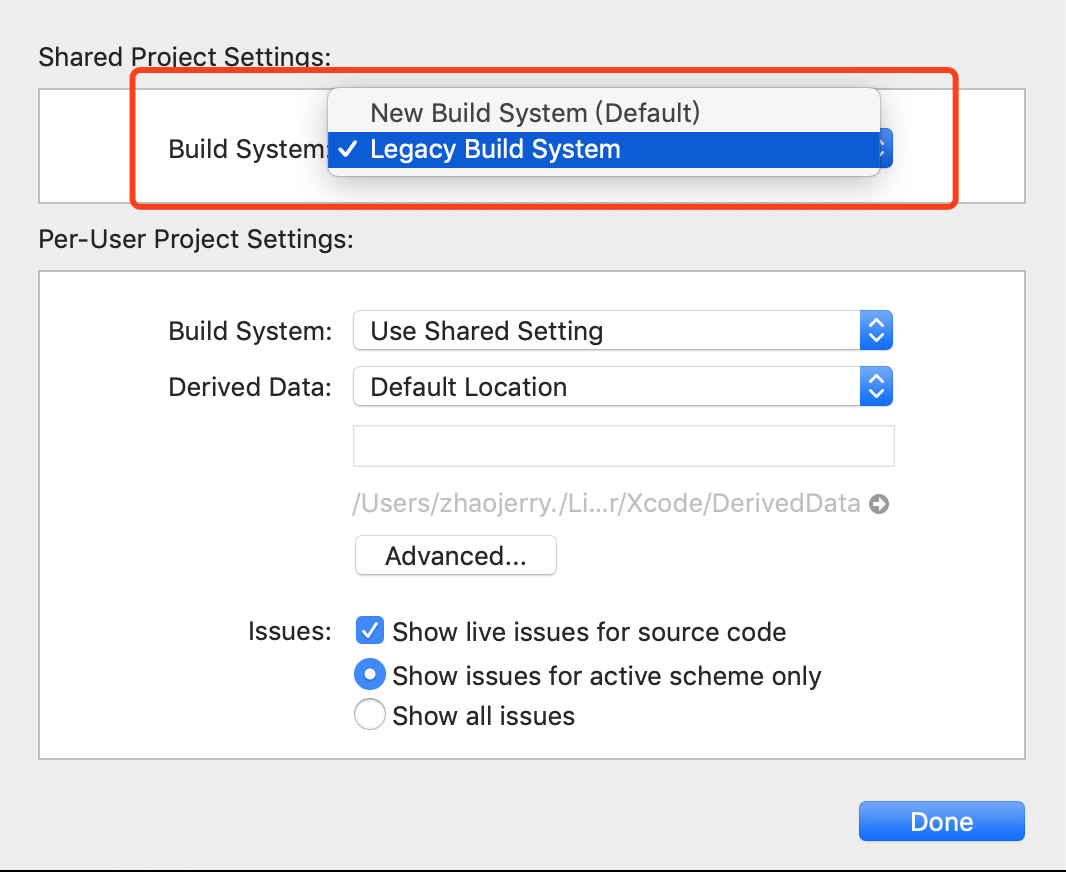 Shared Project Settings:
New Build System (Default)
Build System:
✓ Legacy Build System
Per-User Project Settings:
Build System: Use Shared Setting
Derived Data: Default Location
/Users/zhaojerry./Li...r/Xcode/DerivedData
Advanced...
Issues: Show live issues for source code
Show issues for active scheme only
Show all issues
Done